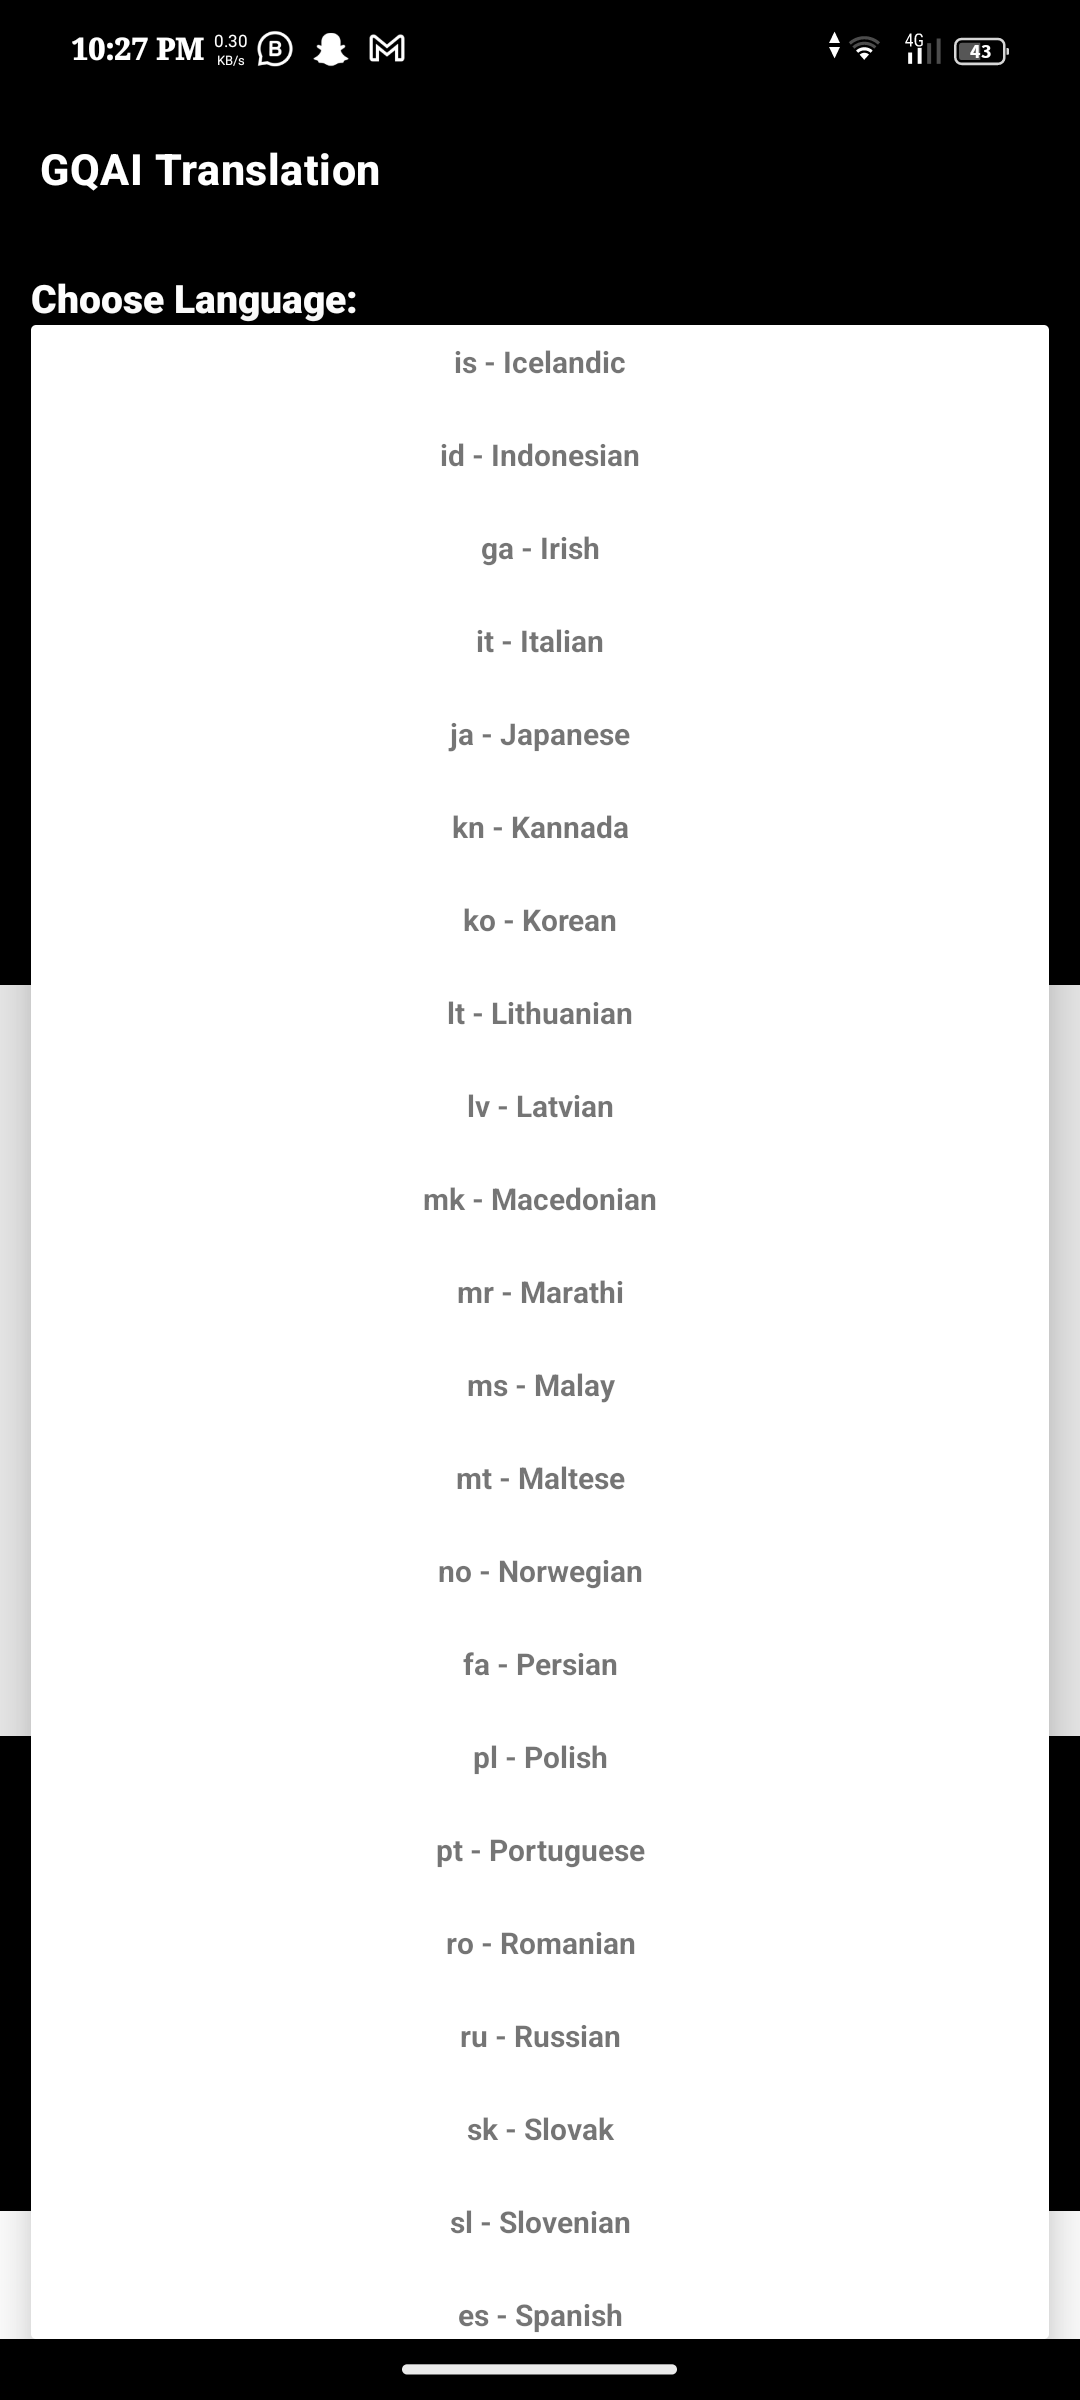 10:27 PM 0.30 KB/s B 4G 43
GQAI Translation
Choose Language:
is - Icelandic
id - Indonesian
ga - Irish
it - Italian
ja - Japanese
kn - Kannada
ko - Korean
lt - Lithuanian
lv - Latvian
mk - Macedonian
mr - Marathi
ms - Malay
mt - Maltese
no - Norwegian
fa - Persian
pl - Polish
pt - Portuguese
ro - Romanian
ru - Russian
sk - Slovak
sl - Slovenian
es - Spanish